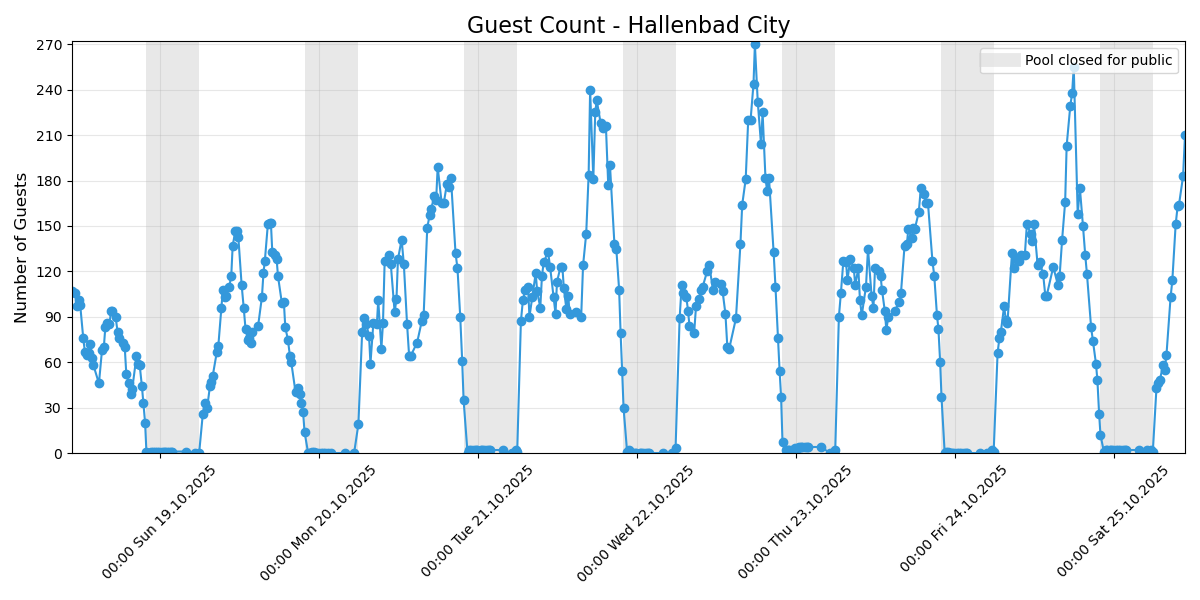 Guest Count - Hallenbad City
Pool closed for public
Number of Guests
270
240
210
180
150
120
90
60
30
0
00:00 Sun 19.10.2025
00:00 Mon 20.10.2025
00:00 Tue 21.10.2025
00:00 Wed 22.10.2025
00:00 Thu 23.10.2025
00:00 Fri 24.10.2025
00:00 Sat 25.10.2025